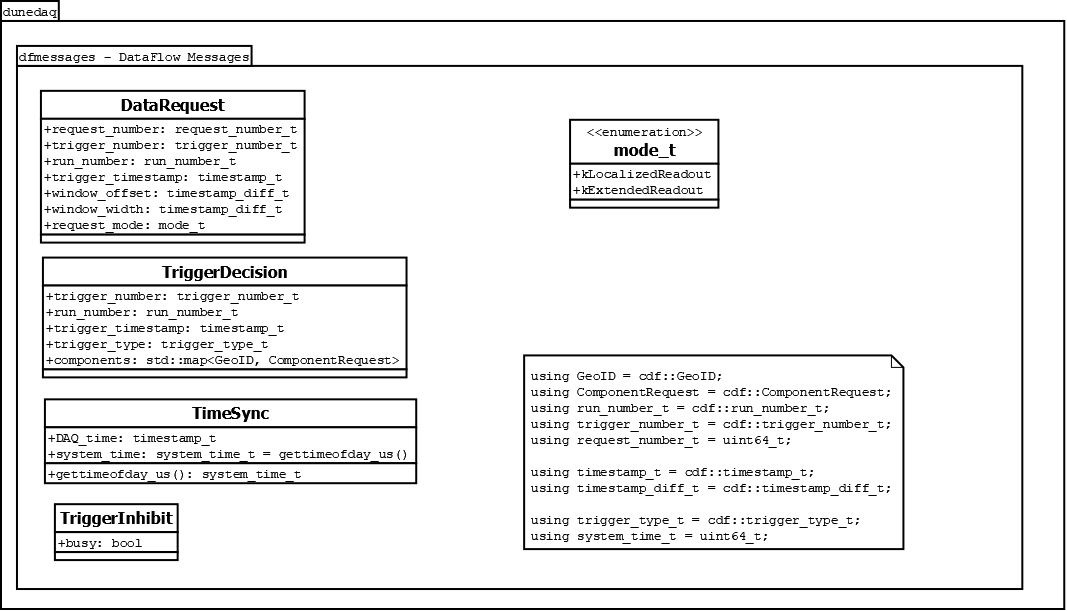 dunedaq
dfmessages - DataFlow Messages
DataRequest
+request_number: request_number_t
+trigger_number: trigger_number_t
+run_number: run_number_t
+trigger_timestamp: timestamp_t
+window_offset: timestamp_diff_t
+window_width: timestamp_diff_t
+request_mode: mode_t
<<enumeration>>
mode_t
+kLocalizedReadout
+kExtendedReadout
TriggerDecision
+trigger_number: trigger_number_t
+run_number: run_number_t
+trigger_timestamp: timestamp_t
+trigger_type: trigger_type_t
+components: std::map<GeoID, ComponentRequest>
TimeSync
+DAQ_time: timestamp_t
+system_time: system_time_t = gettimeofday_us()
+gettimeofday_us(): system_time_t
TriggerInhibit
+busy: bool
using GeoID = cdf::GeoID;
using ComponentRequest = cdf::ComponentRequest;
using run_number_t = cdf::run_number_t;
using trigger_number_t = cdf::trigger_number_t;
using request_number_t = uint64_t;
using timestamp_t = cdf::timestamp_t;
using timestamp_diff_t = cdf::timestamp_diff_t;
using trigger_type_t = cdf::trigger_type_t;
using system_time_t = uint64_t;